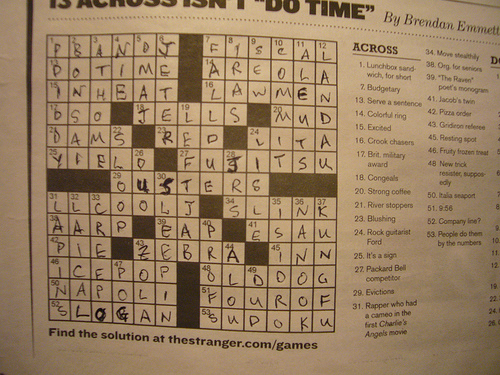 13 ACROSS ISN'T "DO TIME" By Brendan Emmett
P B A N D J F I S C A L
D O T I M E A R E O L A
I N H E A T L A W M E N
D S O J E L L S M U D
D A M S R E D L I T A
Y I E L D F U J I T S U
O U S T E R S
L L C O O L J S L I N K
A A R P E A P E S A U
P I E Z E B R A I N N
I C E P O P O L D D O G
N A P O L I F O U R O F
S L O G A N S U D O K U
Find the solution at thestranger.com/games
ACROSS
1. Lunchbox sand-
wich, for short
7. Budgetary
13. Serve a sentence
14. Colorful ring
15. Excited
16. Crook chasers
17. Brit. military
award
18. Congeals
20. Strong coffee
21. River stoppers
23. Blushing
24. Rock guitarist
Ford
25. It's a sign
27. Packard Bell
competitor
29. Evictions
31. Rapper who had
a cameo in the
first Charlie's
Angels movie
34. Move stealthily
38. Org. for seniors
39. "The Raven"
poet's monogram
41. Jacob's twin
42. Pizza order
43. Gridiron referee
45. Resting spot
46. Fruity frozen treat
48. New trick
resister, suppos-
edly
50. Italia seaport
51. 9:56
52. Company line?
53. People do them
by the numbers